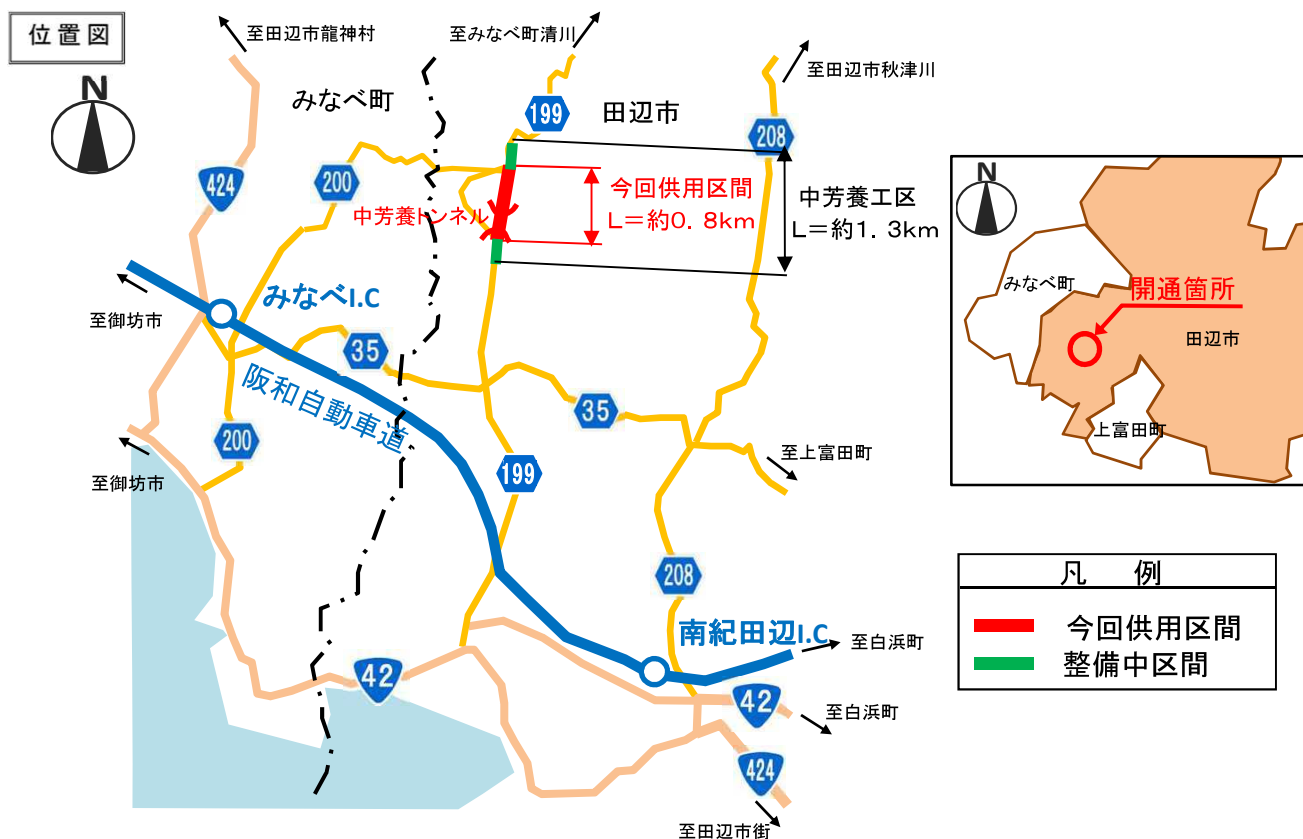 位置図
至田辺市龍神村
至みなべ町清川
至田辺市秋津川
N
みなべ町
田辺市
199
208
424
200
中芳養トンネル
今回供用区間
L=約0.8km
中芳養工区
L=約1.3km
みなべI.C
至御坊市
35
阪和自動車道
35
200
至御坊市
199
至上富田町
208
南紀田辺I.C
至白浜町
42
42
至白浜町
424
至田辺市街
N
みなべ町
開通箇所
田辺市
上富田町
凡 例
今回供用区間
整備中区間